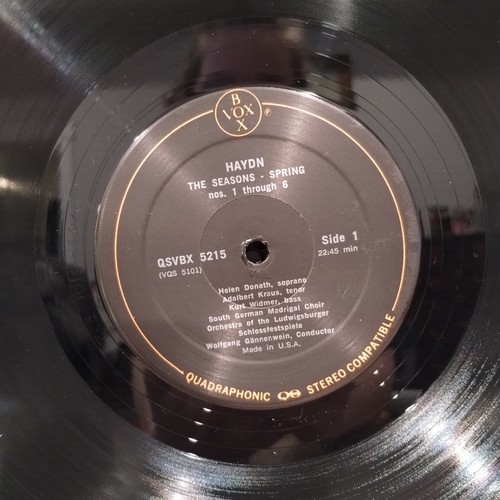 BOX
VOX
℗
HAYDN
THE SEASONS - SPRING
nos. 1 through 6
QSVBX 5215
(VQS 5101)
Side 1
22:45 min
Helen Donath, soprano
Adalbert Kraus, tenor
Kurt Widmer, bass
South German Madrigal Choir
Orchestra of the Ludwigsburger
Schlossfestspiele
Wolfgang Gönnenwein, Conductor
Made in U.S.A.
QUADRAPHONIC QS STEREO COMPATIBLE